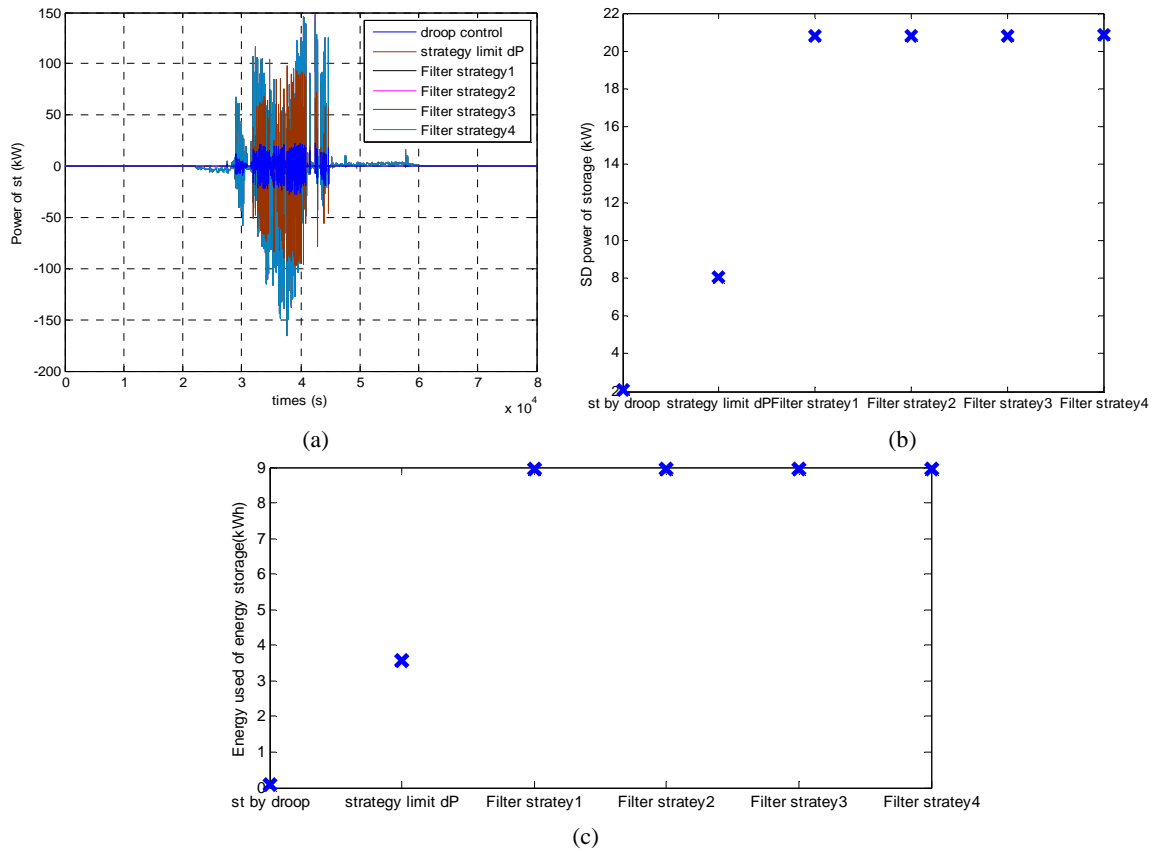 150
100
50
0
-50
-100
-150
-200
Power of st (kW)
droop control
strategy limit dP
Filter strategy1
Filter strategy2
Filter strategy3
Filter strategy4
0 1 2 3 4 5 6 7 8
times (s)
x 10^4
(a)
22
20
18
16
14
12
10
8
6
4
2
SD power of storage (kW)
st by droop strategy limit dP Filter stratey1 Filter stratey2 Filter stratey3 Filter stratey4
(b)
9
8
7
6
5
4
3
2
1
0
Energy used of energy storage(kWh)
st by droop strategy limit dP Filter stratey1 Filter stratey2 Filter stratey3 Filter stratey4
(c)